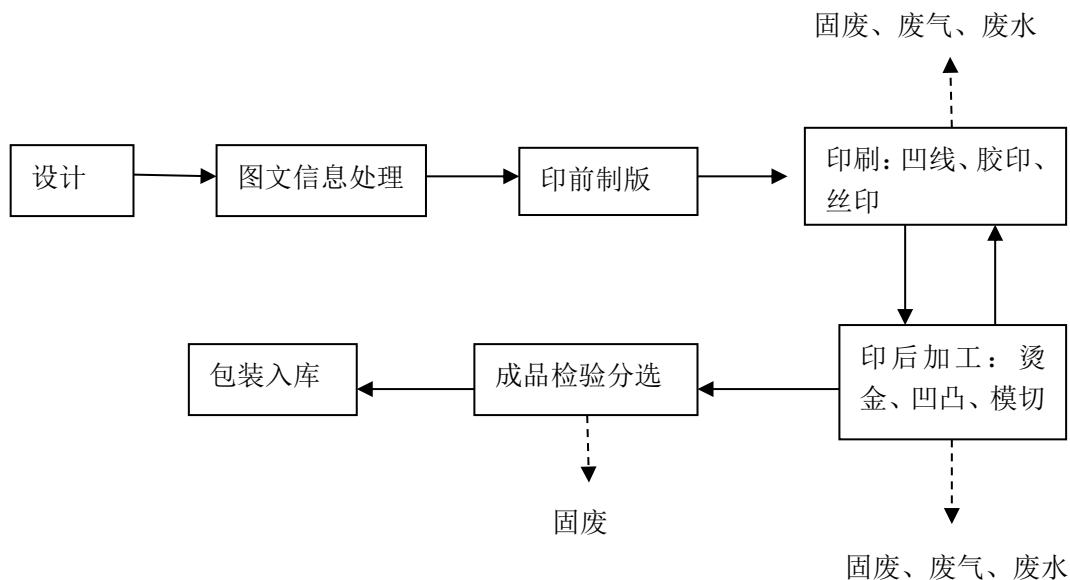 固废、废气、废水
设计
图文信息处理
印前制版
印刷：凹线、胶印、
丝印
包装入库
成品检验分选
印后加工：烫
金、凹凸、模切
固废
固废、废气、废水